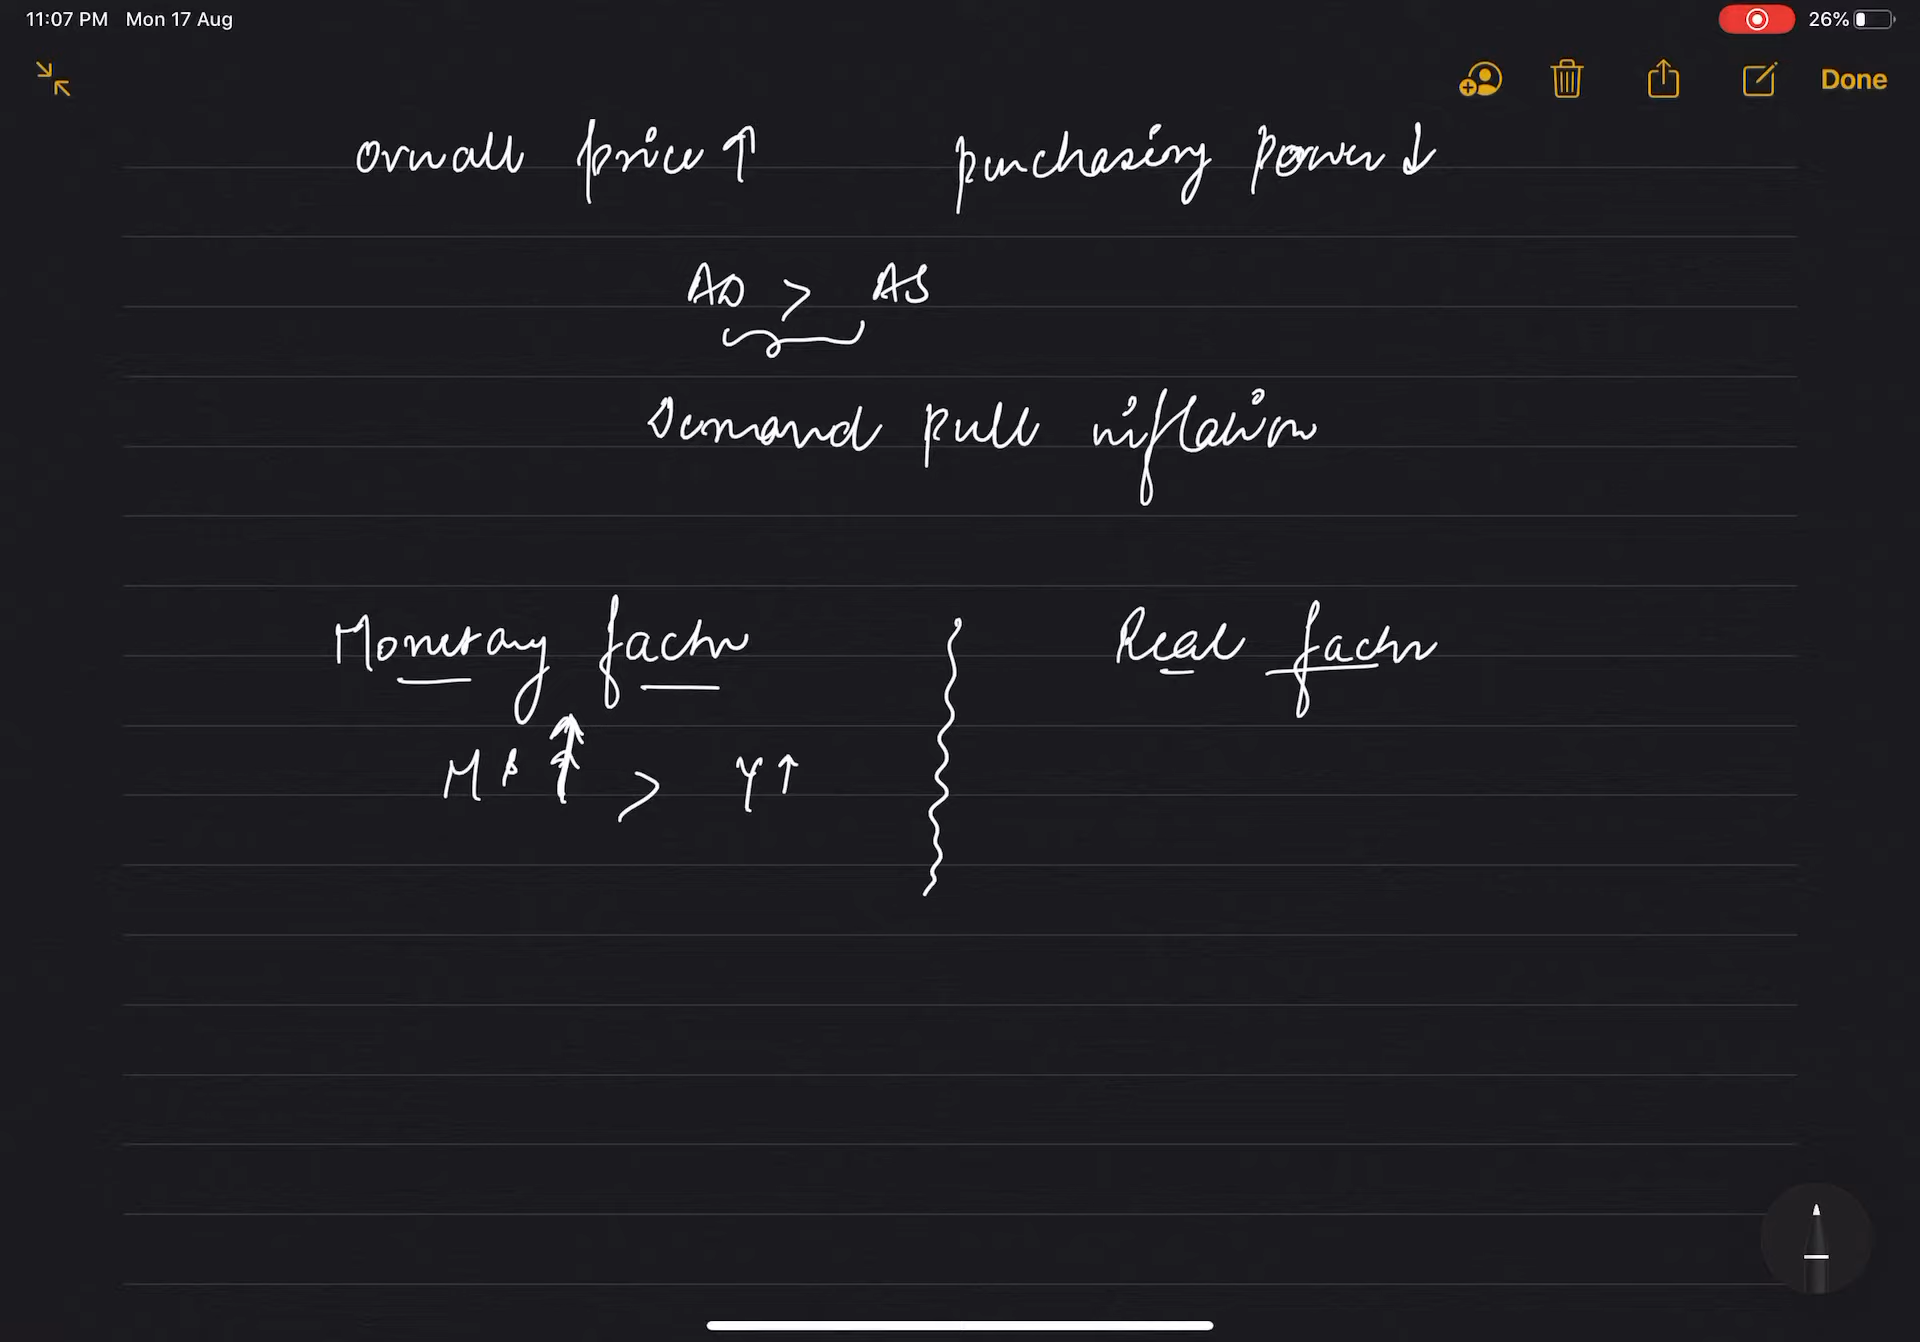 11:07 PM Mon 17 Aug 26%
Done
overall price ↑ purchasing power ↓
AD > AS
Demand pull inflation
Monetary factor Real factor
M s ↑ > Y ↑